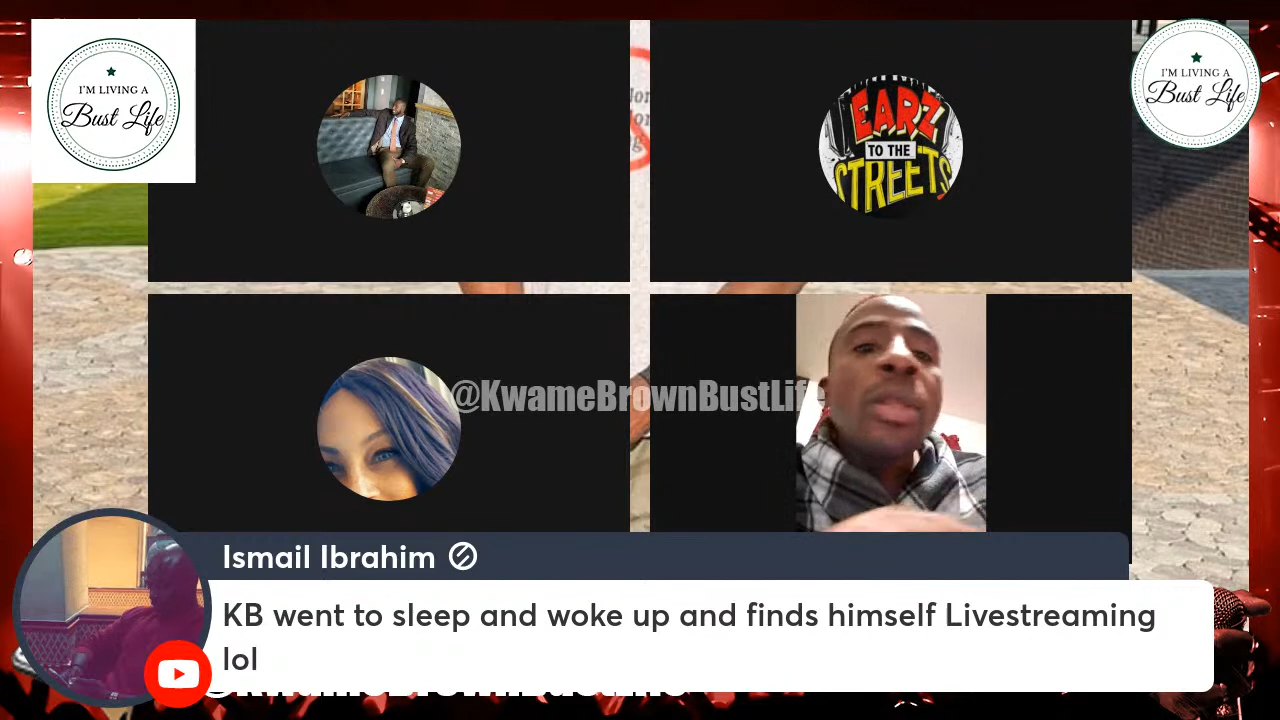 I'M LIVING A
Bust Life
EARZ
TO THE
STREETS
I'M LIVING A
Bust Life
@KwameBrownBustLife
Ismail Ibrahim
KB went to sleep and woke up and finds himself Livestreaming
lol